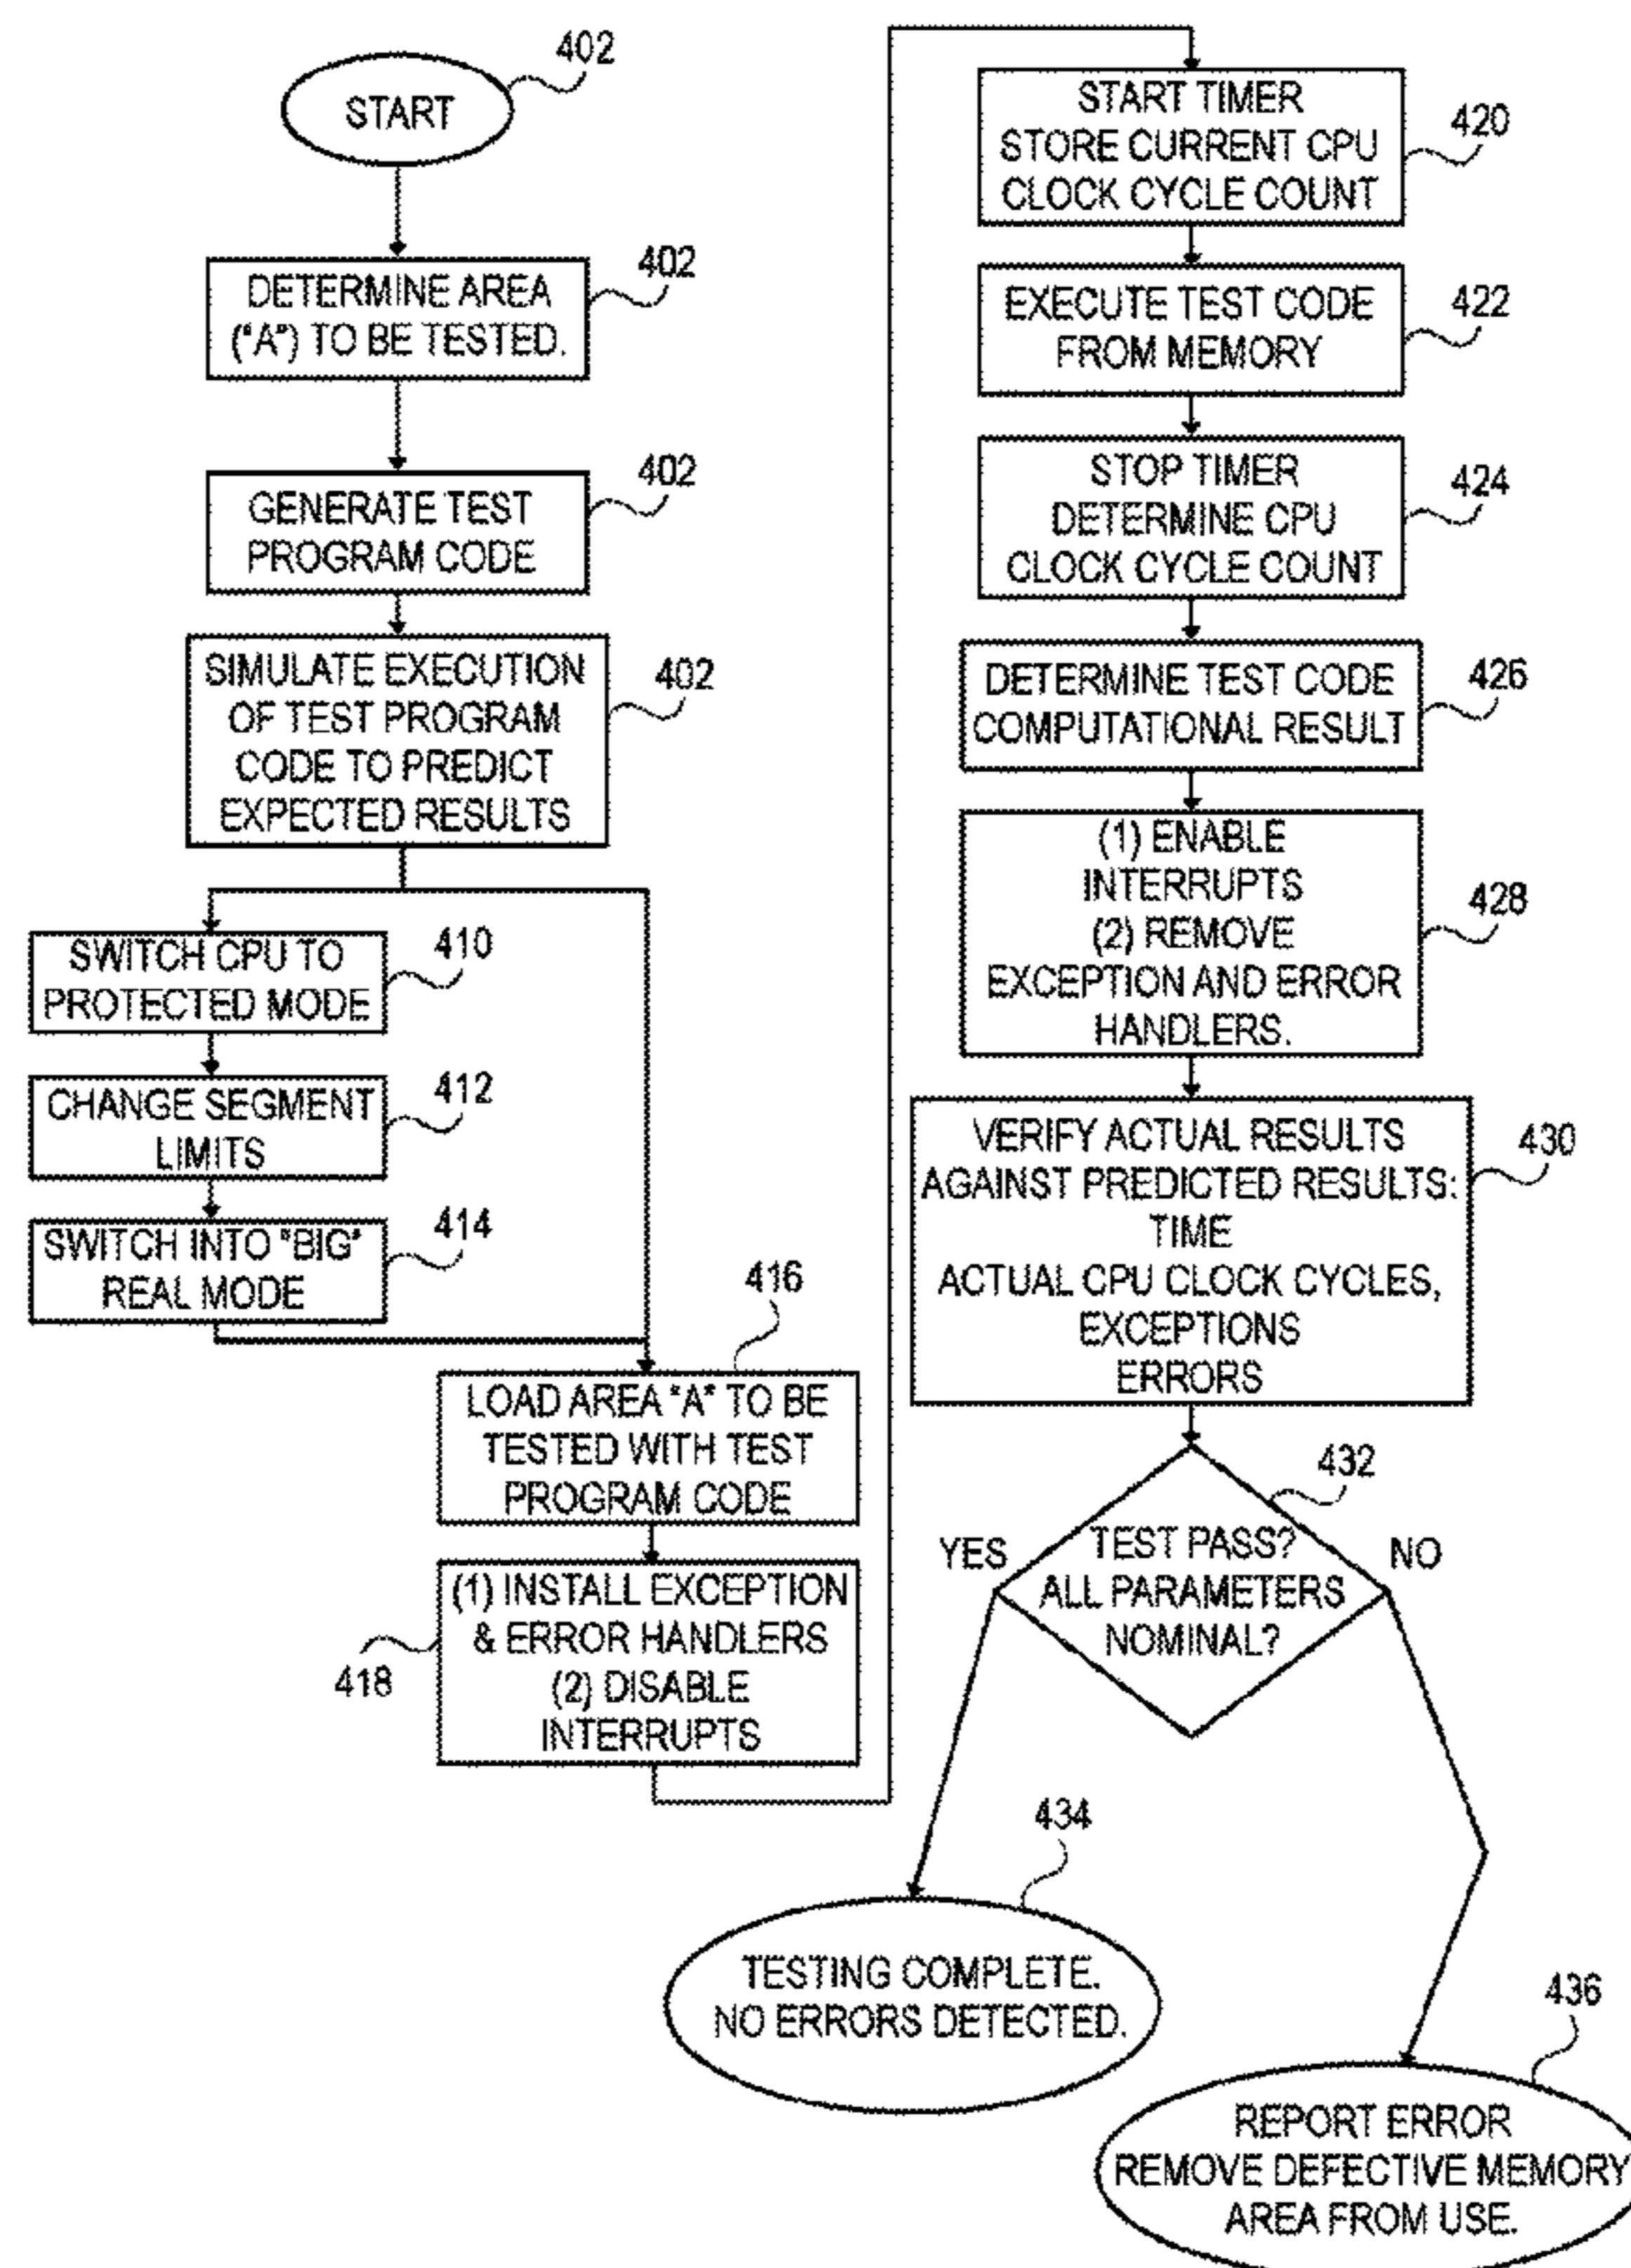 402
START
402
DETERMINE AREA
("A") TO BE TESTED.
402
GENERATE TEST
PROGRAM CODE
402
SIMULATE EXECUTION
OF TEST PROGRAM
CODE TO PREDICT
EXPECTED RESULTS
410
SWITCH CPU TO
PROTECTED MODE
412
CHANGE SEGMENT
LIMITS
414
SWITCH INTO "BIG"
REAL MODE
416
LOAD AREA "A" TO BE
TESTED WITH TEST
PROGRAM CODE
418
(1) INSTALL EXCEPTION
& ERROR HANDLERS
(2) DISABLE
INTERRUPTS
420
START TIMER
STORE CURRENT CPU
CLOCK CYCLE COUNT
422
EXECUTE TEST CODE
FROM MEMORY
424
STOP TIMER
DETERMINE CPU
CLOCK CYCLE COUNT
426
DETERMINE TEST CODE
COMPUTATIONAL RESULT
428
(1) ENABLE
INTERRUPTS
(2) REMOVE
EXCEPTION AND ERROR
HANDLERS.
430
VERIFY ACTUAL RESULTS
AGAINST PREDICTED RESULTS:
TIME
ACTUAL CPU CLOCK CYCLES,
EXCEPTIONS
ERRORS
432
YES
TEST PASS?
ALL PARAMETERS
NOMINAL?
NO
434
TESTING COMPLETE.
NO ERRORS DETECTED.
436
REPORT ERROR
REMOVE DEFECTIVE MEMORY
AREA FROM USE.